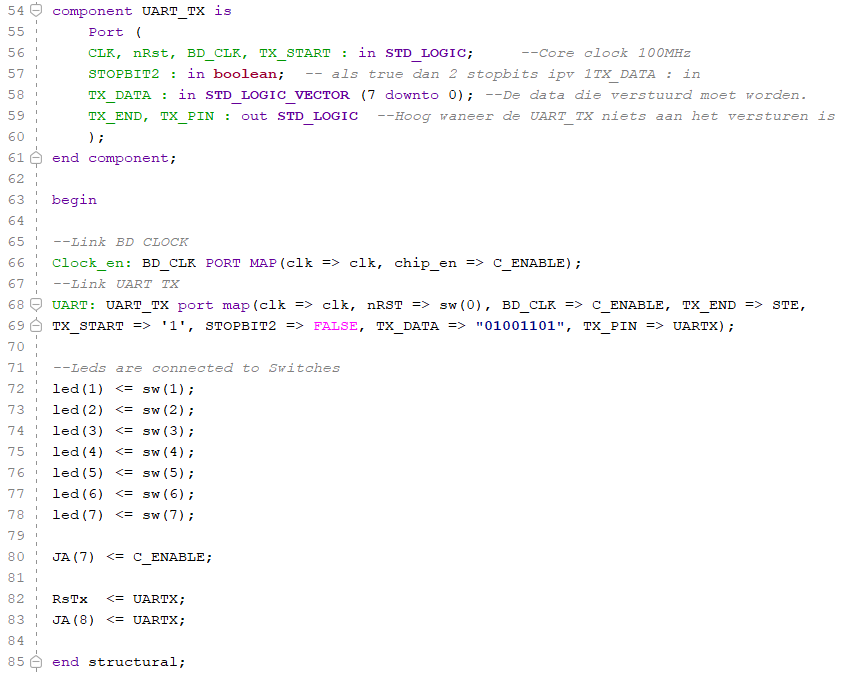 54 component UART_TX is
55 Port (
56 CLK, nRst, BD_CLK, TX_START : in STD_LOGIC; --Core clock 100MHz
57 STOPBIT2 : in boolean; -- als true dan 2 stopbits ipv 1TX_DATA : in
58 TX_DATA : in STD_LOGIC_VECTOR (7 downto 0); --De data die verstuurd moet worden.
59 TX_END, TX_PIN : out STD_LOGIC --Hoog waneer de UART_TX niets aan het versturen is
60 );
61 end component;
62
63 begin
64
65 --Link BD CLOCK
66 Clock_en: BD_CLK PORT MAP(clk => clk, chip_en => C_ENABLE);
67 --Link UART TX
68 UART: UART_TX port map(clk => clk, nRST => sw(0), BD_CLK => C_ENABLE, TX_END => STE,
69 TX_START => '1', STOPBIT2 => FALSE, TX_DATA => "01001101", TX_PIN => UARTX);
70
71 --Leds are connected to Switches
72 led(1) <= sw(1);
73 led(2) <= sw(2);
74 led(3) <= sw(3);
75 led(4) <= sw(4);
76 led(5) <= sw(5);
77 led(6) <= sw(6);
78 led(7) <= sw(7);
79
80 JA(7) <= C_ENABLE;
81
82 RsTx <= UARTX;
83 JA(8) <= UARTX;
84
85 end structural;